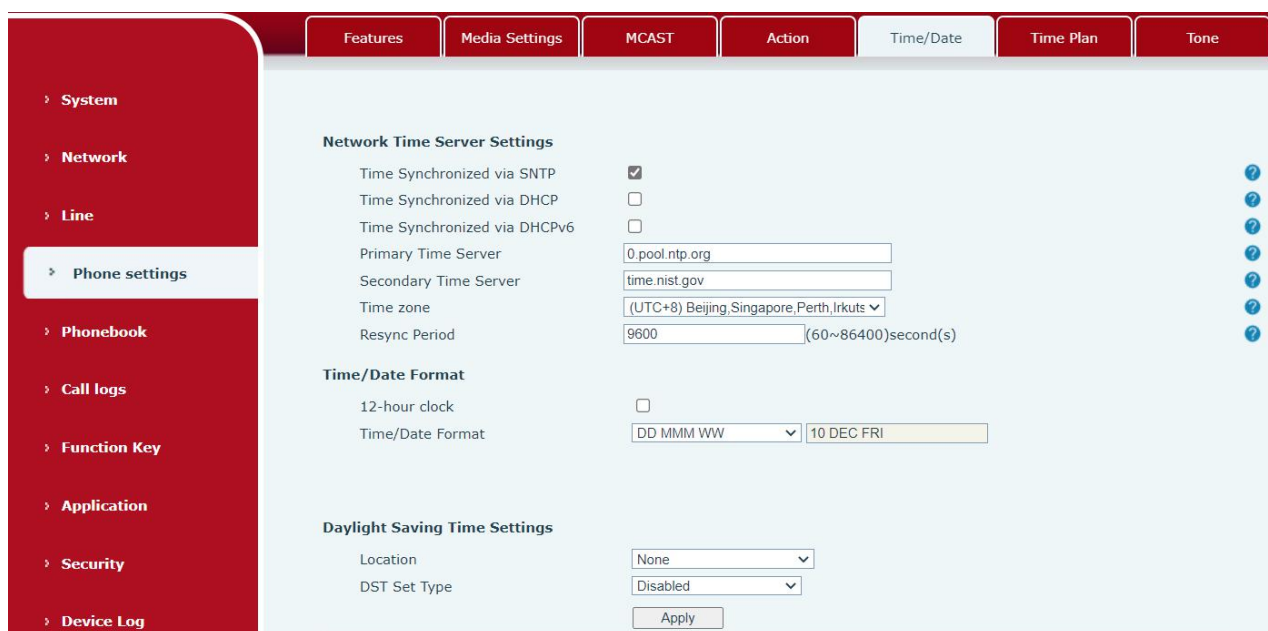 Features Media Settings MCAST Action Time/Date Time Plan Tone
System
Network
Line
Phone settings
Phonebook
Call logs
Function Key
Application
Security
Device Log
Network Time Server Settings
Time Synchronized via SNTP
Time Synchronized via DHCP
Time Synchronized via DHCPv6
Primary Time Server 0.pool.ntp.org
Secondary Time Server time.nist.gov
Time zone (UTC+8) Beijing,Singapore,Perth,Irkuts
Resync Period 9600 (60~86400)second(s)
Time/Date Format
12-hour clock
Time/Date Format DD MMM WW 10 DEC FRI
Daylight Saving Time Settings
Location None
DST Set Type Disabled
Apply